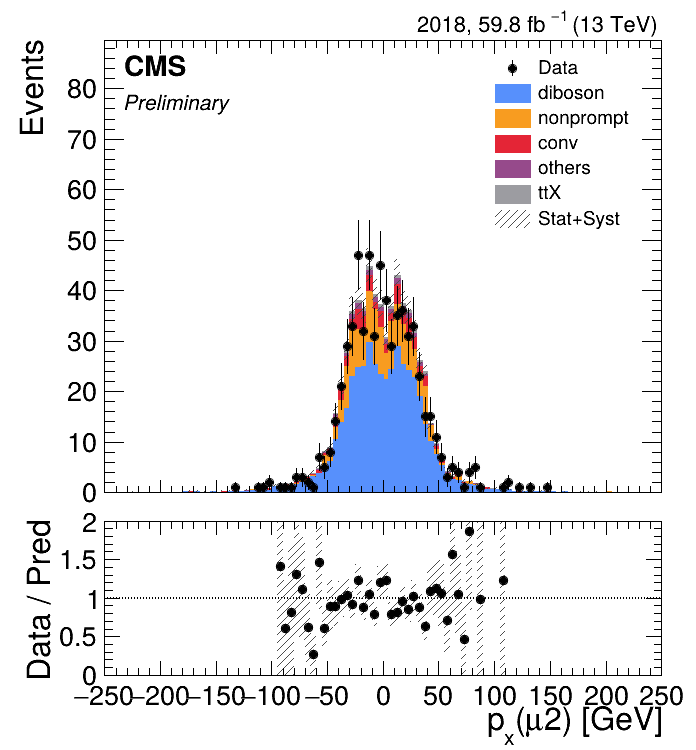 2018, 59.8 fb⁻¹ (13 TeV)
CMS
Preliminary
Data
diboson
nonprompt
conv
others
ttX
Stat+Syst
Events
80
70
60
50
40
30
20
10
0
Data / Pred
2
1.5
1
0.5
0
−250 −200 −150 −100 −50 0 50 100 150 200 250
pₓ(μ2) [GeV]